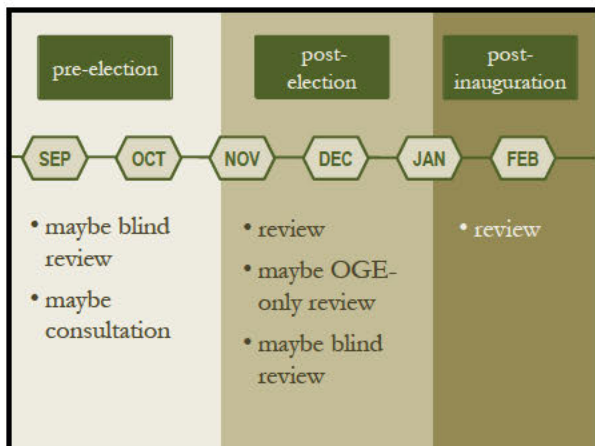 pre-election
post-
election
post-
inauguration
SEP
OCT
NOV
DEC
JAN
FEB
• maybe blind
review
• maybe
consultation
• review
• maybe OGE-
only review
• maybe blind
review
• review